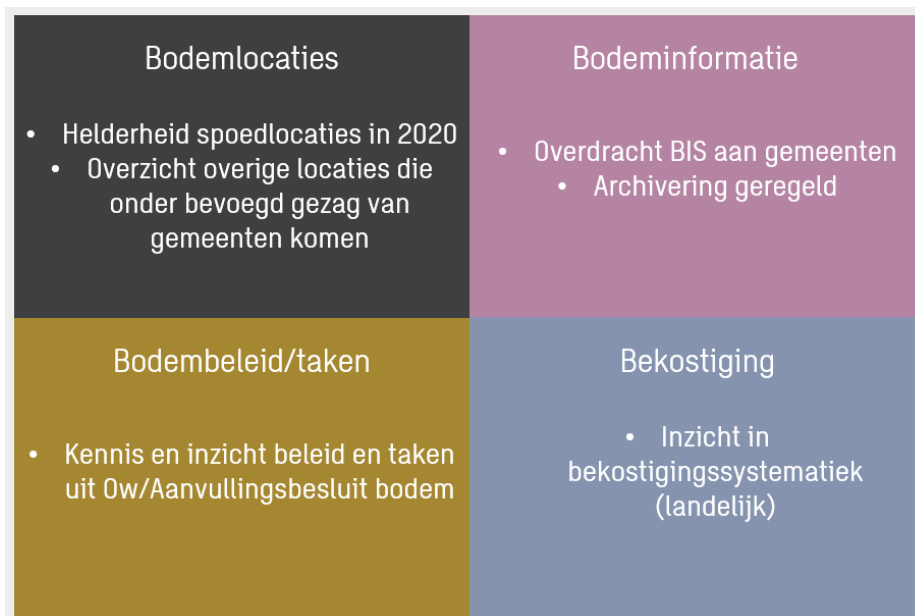 Bodemlocaties
• Helderheid spoedlocaties in 2020
• Overzicht overige locaties die
onder bevoegd gezag van
gemeenten komen
Bodeminformatie
• Overdracht BIS aan gemeenten
• Archivering geregeld
Bodembeleid/taken
• Kennis en inzicht beleid en taken
uit Ow/Aanvullingsbesluit bodem
Bekostiging
• Inzicht in
bekostigingssystematiek
(landelijk)